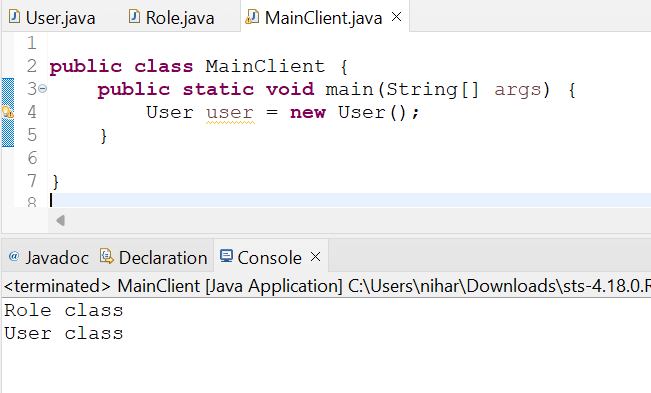 User.java Role.java MainClient.java
1
2 public class MainClient {
3 public static void main(String[] args) {
4 User user = new User();
5 }
6
7 }
8
@ Javadoc Declaration Console
<terminated> MainClient [Java Application] C:\Users\nihar\Downloads\sts-4.18.0.R
Role class
User class